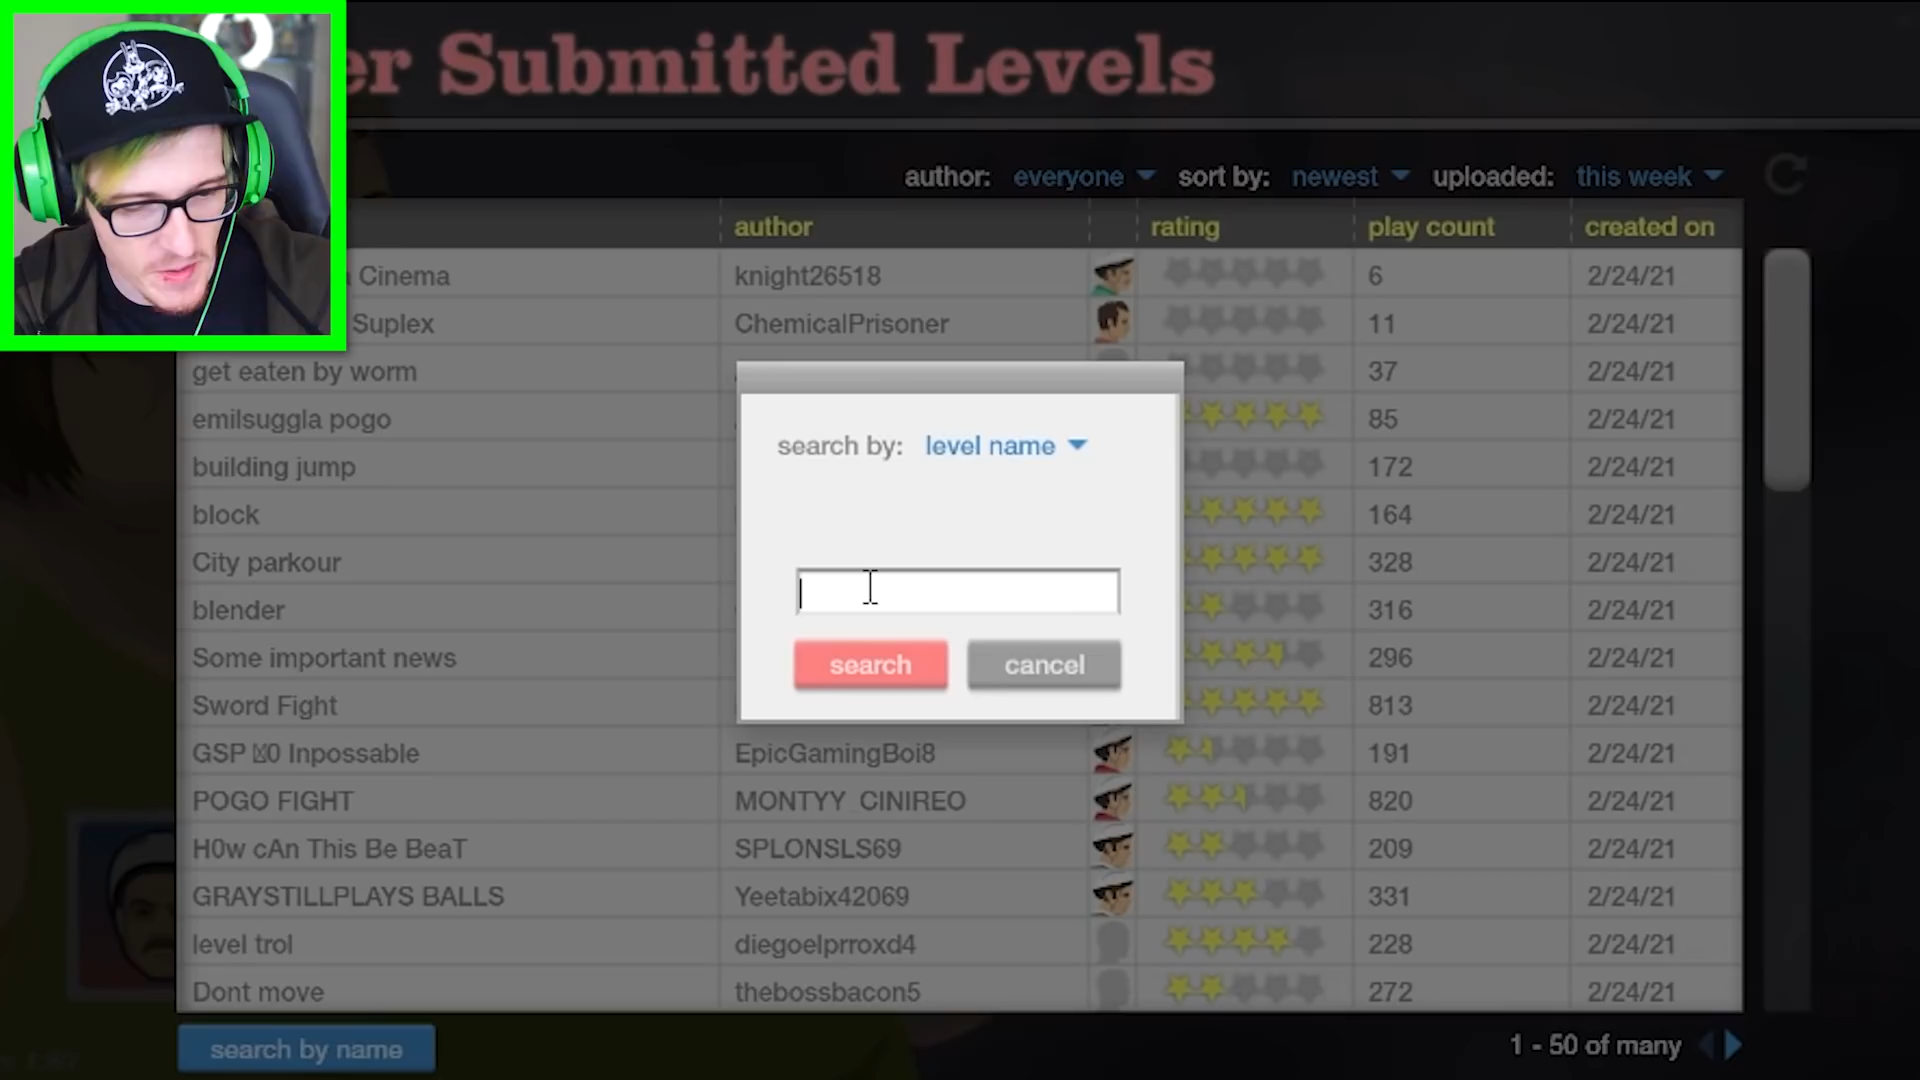 er Submitted Levels
author: everyone sort by: newest uploaded: this week
author rating play count created on
Cinema knight26518 6 2/24/21
Suplex ChemicalPrisoner 11 2/24/21
get eaten by worm 37 2/24/21
emilsuggla pogo 85 2/24/21
building jump 172 2/24/21
block 164 2/24/21
City parkour 328 2/24/21
blender 316 2/24/21
Some important news 296 2/24/21
Sword Fight 813 2/24/21
GSP 0 Inpossable EpicGamingBoi8 191 2/24/21
POGO FIGHT MONTYY_CINIREO 820 2/24/21
H0w cAn This Be BeaT SPLONSLS69 209 2/24/21
GRAYSTILLPLAYS BALLS Yeetabix42069 331 2/24/21
level trol diegoelprroxd4 228 2/24/21
Dont move thebossbacon5 272 2/24/21
search by: level name
search cancel
search by name 1 - 50 of many